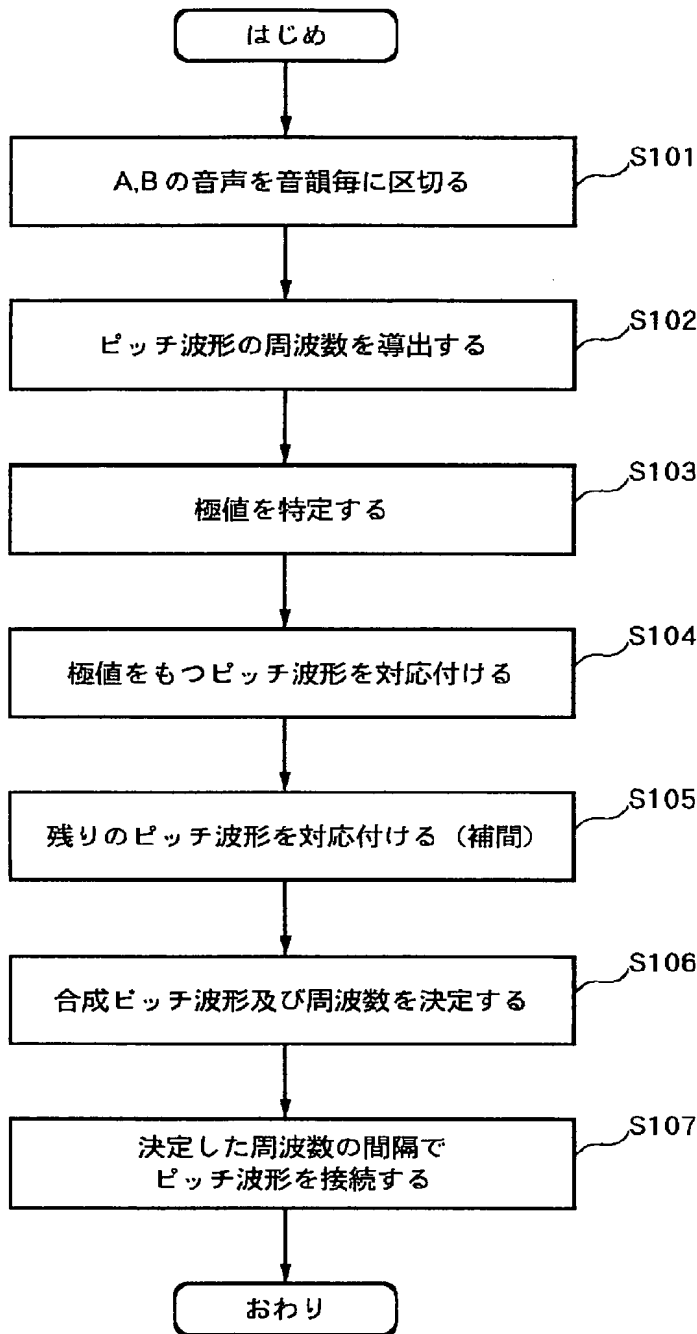 はじめ
A,Bの音声を音韻毎に区切る
S101
ピッチ波形の周波数を導出する
S102
極値を特定する
S103
極値をもつピッチ波形を対応付ける
S104
残りのピッチ波形を対応付ける（補間）
S105
合成ピッチ波形及び周波数を決定する
S106
決定した周波数の間隔で
ピッチ波形を接続する
S107
おわり